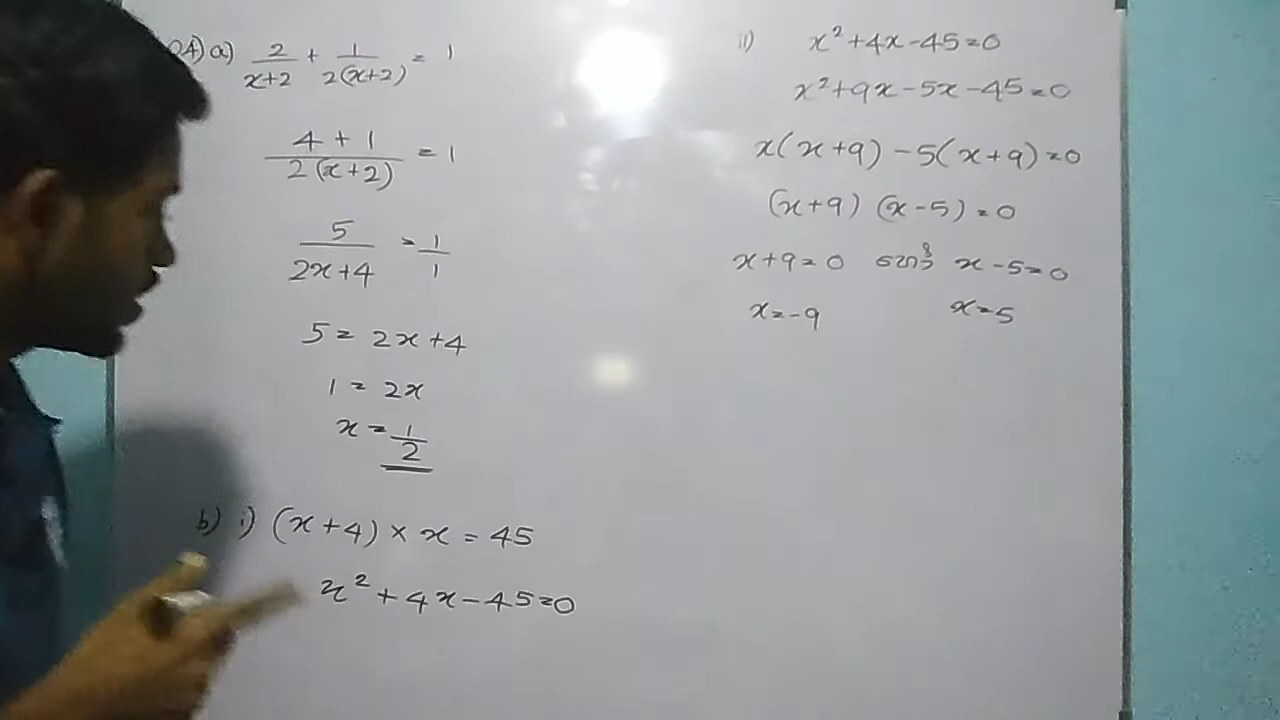 04) a) 2/(x+2) + 1/(2(x+2)) = 1
(4 + 1)/(2(x+2)) = 1
5/(2x+4) = 1/1
5 = 2x+4
1 = 2x
x = 1/2
b) i) (x+4) × x = 45
x² + 4x - 45 = 0
ii) x² + 4x - 45 = 0
x² + 9x - 5x - 45 = 0
x(x+9) - 5(x+9) = 0
(x+9) (x-5) = 0
x+9 = 0 හෝ x-5 = 0
x = -9 x = 5